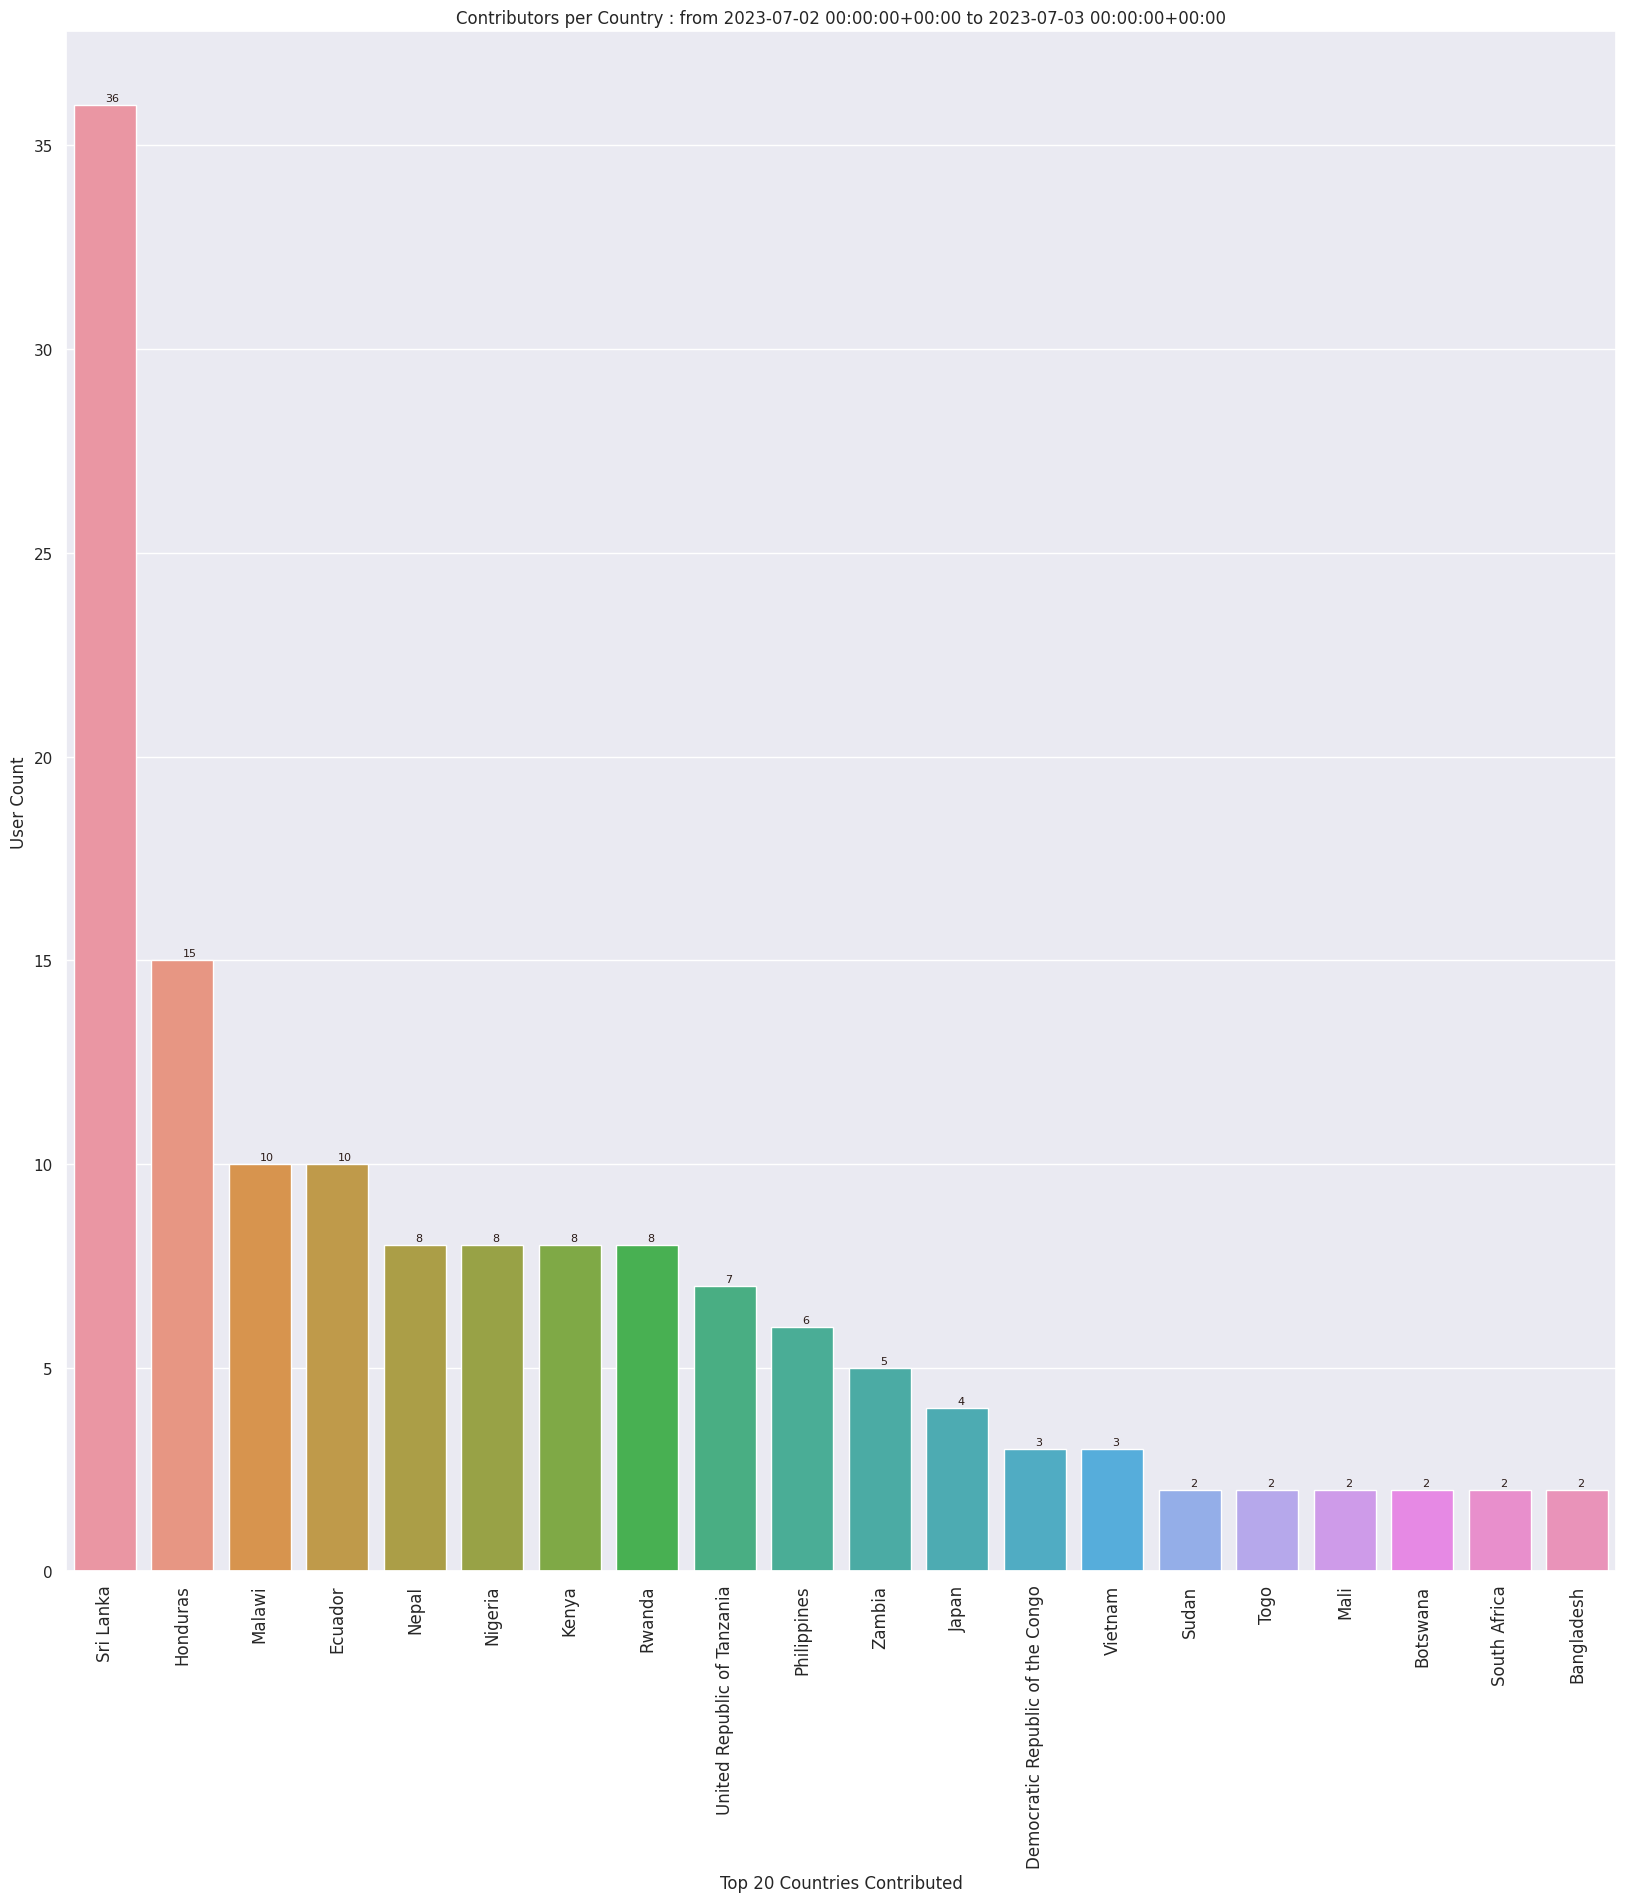 Contributors per Country : from 2023-07-02 00:00:00+00:00 to 2023-07-03 00:00:00+00:00
User Count
35
30
25
20
15
10
5
0
36
15
10
10
8
8
8
8
7
6
5
4
3
3
2
2
2
2
2
2
Sri Lanka
Honduras
Malawi
Ecuador
Nepal
Nigeria
Kenya
Rwanda
United Republic of Tanzania
Philippines
Zambia
Japan
Democratic Republic of the Congo
Vietnam
Sudan
Togo
Mali
Botswana
South Africa
Bangladesh
Top 20 Countries Contributed